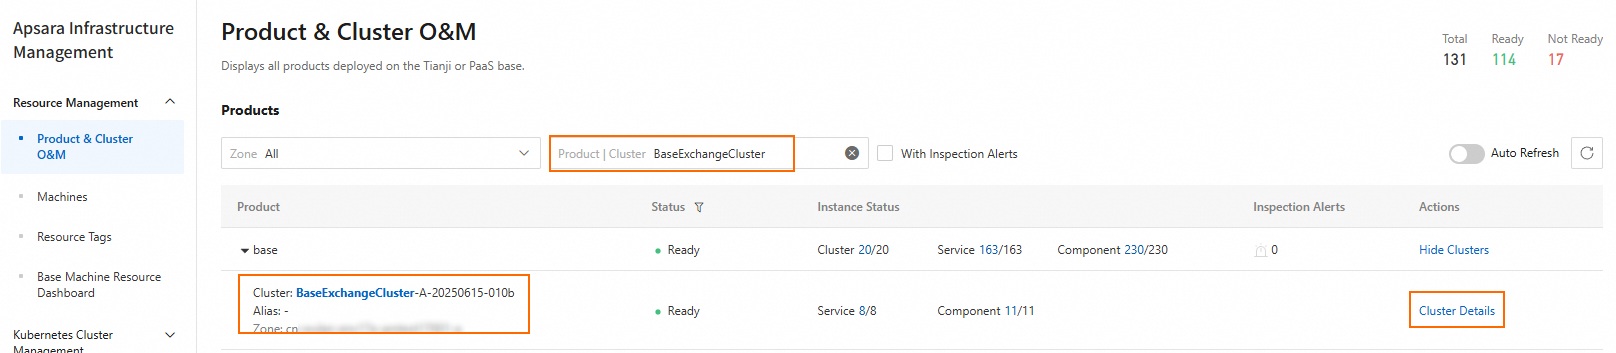 Apsara Infrastructure
Management
Resource Management
Product & Cluster
O&M
Machines
Resource Tags
Base Machine Resource
Dashboard
Kubernetes Cluster
Management
Product & Cluster O&M
Displays all products deployed on the Tianji or PaaS base.
Total Ready Not Ready
131 114 17
Products
Zone All Product | Cluster BaseExchangeCluster With Inspection Alerts Auto Refresh
Product Status Instance Status Inspection Alerts Actions
base Ready Cluster 20/20 Service 163/163 Component 230/230 0 Hide Clusters
Cluster: BaseExchangeCluster-A-20250615-010b
Alias: - Ready Service 8/8 Component 11/11 Cluster Details
Zone: cn